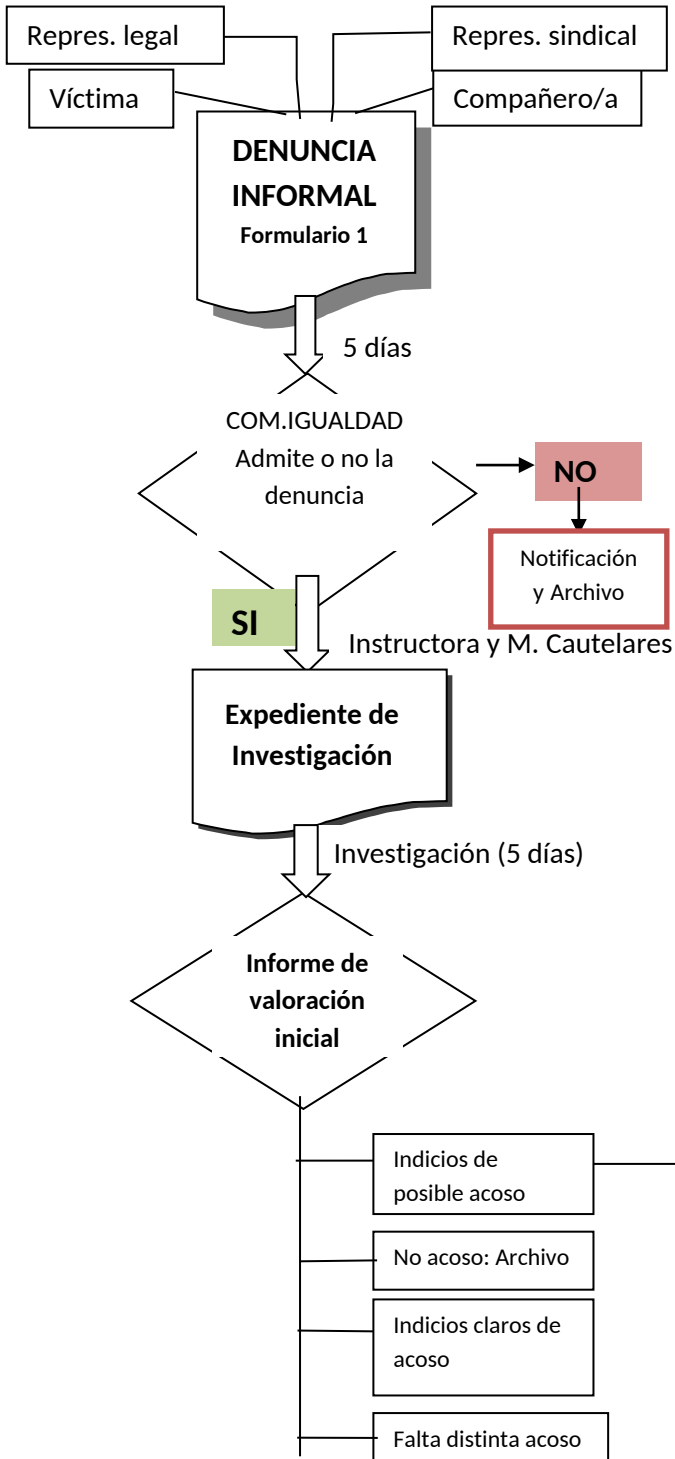 Repres. legal
Repres. sindical
Víctima
Compañero/a
DENUNCIA
INFORMAL
Formulario 1
5 días
COM.IGUALDAD
Admite o no la
denuncia
NO
Notificación
y Archivo
SI
Instructora y M. Cautelares
Expediente de
Investigación
Investigación (5 días)
Informe de
valoración
inicial
Indicios de
posible acoso
No acoso: Archivo
Indicios claros de
acoso
Falta distinta acoso